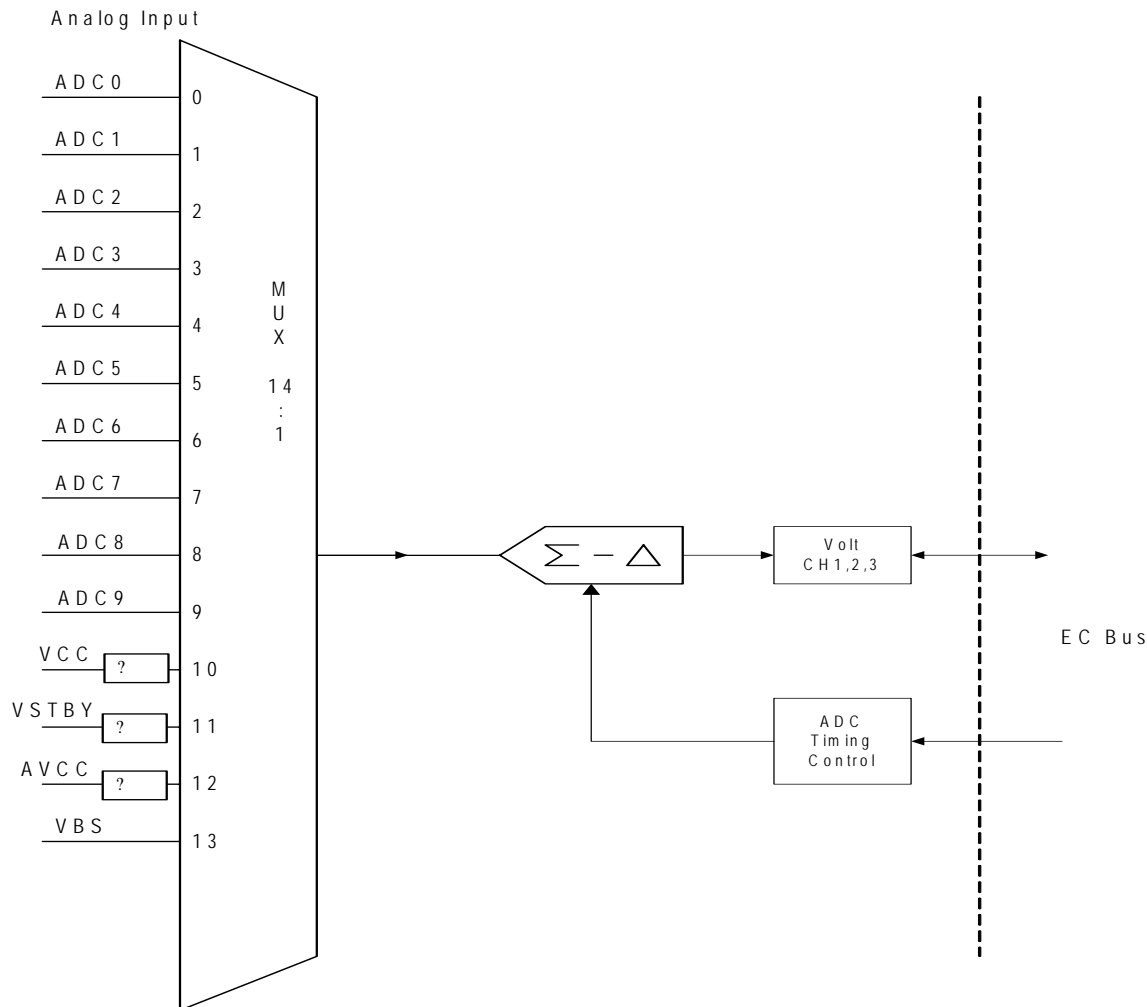 Analog Input
ADC0
0
ADC1
1
ADC2
2
ADC3
3
ADC4
4
ADC5
5
ADC6
6
ADC7
7
ADC8
8
ADC9
9
VCC
?
10
VSTBY
?
11
AVCC
?
12
VBS
13
M
U
X
14
:
1
Σ – Δ
Volt
CH1,2,3
ADC
Timing
Control
EC Bus